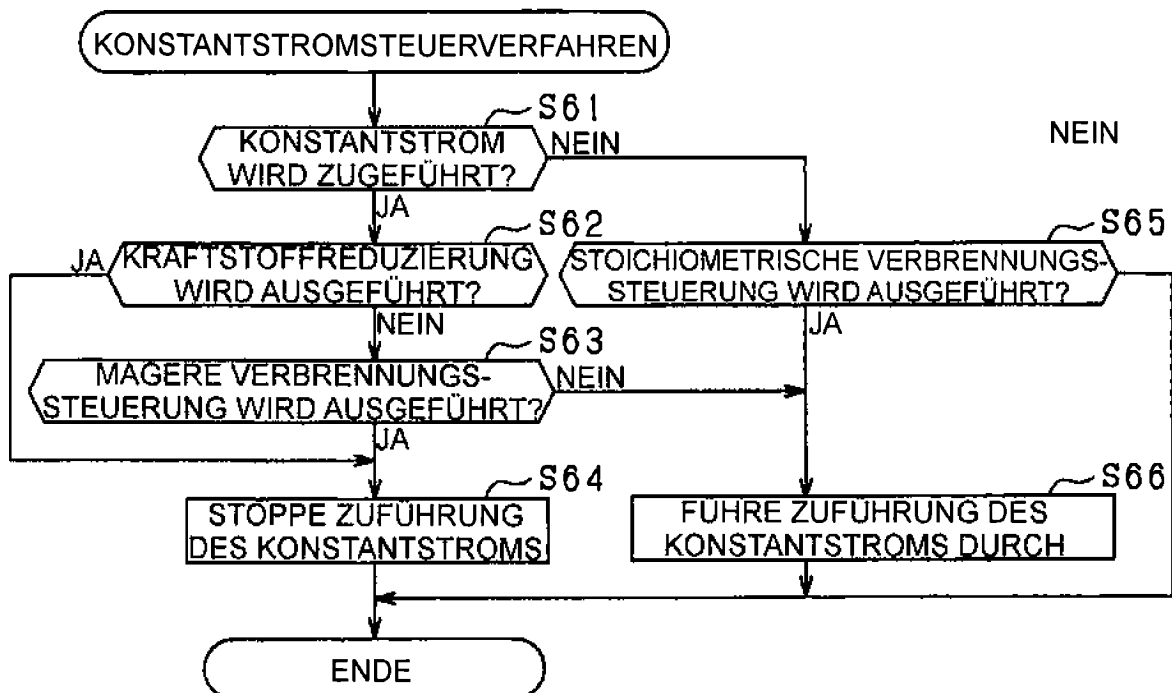 KONSTANTSTROMSTEUERVERFAHREN
S61
KONSTANTSTROM
WIRD ZUGEFÜHRT?
NEIN
NEIN
JA
S62
KRAFTSTOFFREDUZIERUNG
WIRD AUSGEFÜHRT?
JA
NEIN
S65
STOICHIOMETRISCHE VERBRENNUNGS-
STEUERUNG WIRD AUSGEFÜHRT?
JA
S63
MAGERE VERBRENNUNGS-
STEUERUNG WIRD AUSGEFÜHRT?
NEIN
JA
S64
STOPPE ZUFÜHRUNG
DES KONSTANTSTROMS
S66
FÜHRE ZUFÜHRUNG DES
KONSTANTSTROMS DURCH
ENDE